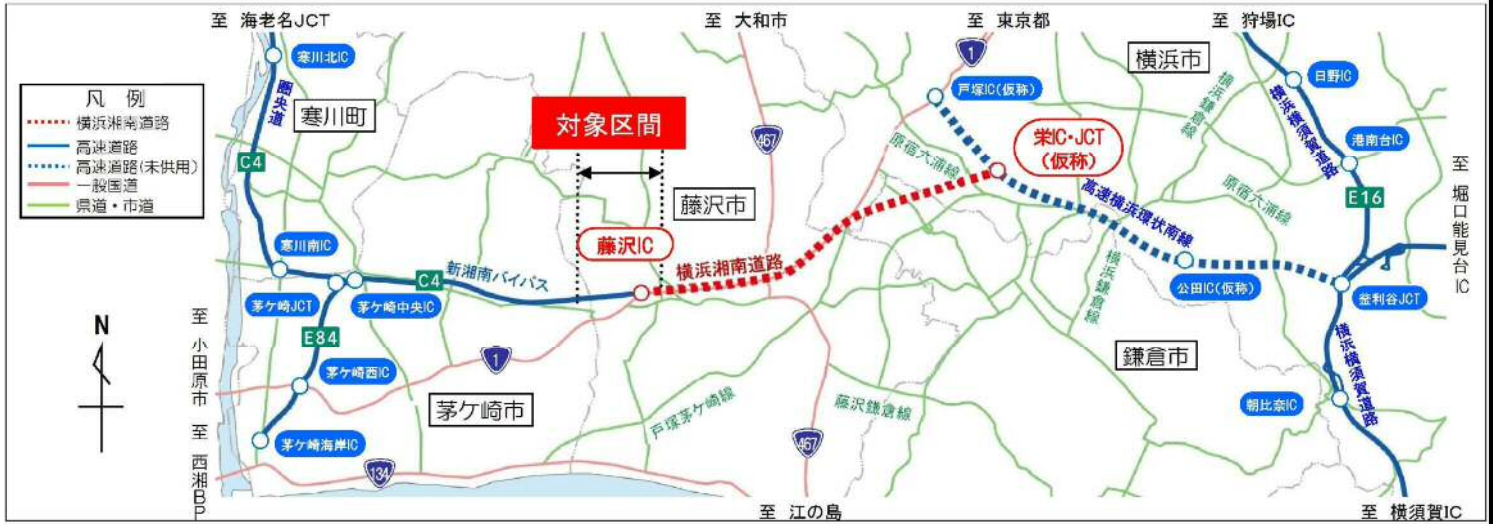 至 海老名JCT
至 大和市
至 東京都
至 狩場IC
凡 例
横浜湘南道路
高速道路
高速道路(未供用)
一般国道
県道・市道
寒川北IC
圏央道
寒川町
C4
対象区間
467
1
戸塚IC(仮称)
横浜市
横浜鎌倉線
日野IC
横浜横須賀道路
港南台IC
E16
至 堀口能見台IC
原宿六浦線
栄IC・JCT
(仮称)
高速横浜環状南線
原宿六浦線
藤沢市
藤沢IC
寒川南IC
新湘南バイパス
C4
横浜湘南道路
横浜鎌倉線
公田IC(仮称)
釜利谷JCT
茅ケ崎JCT
茅ケ崎中央IC
E84
N
至 小田原市
1
茅ケ崎西IC
茅ケ崎市
戸塚茅ケ崎線
藤沢鎌倉線
鎌倉市
横浜横須賀道路
朝比奈IC
茅ケ崎海岸IC
467
134
至 西湘BP
至 江の島
至 横須賀IC